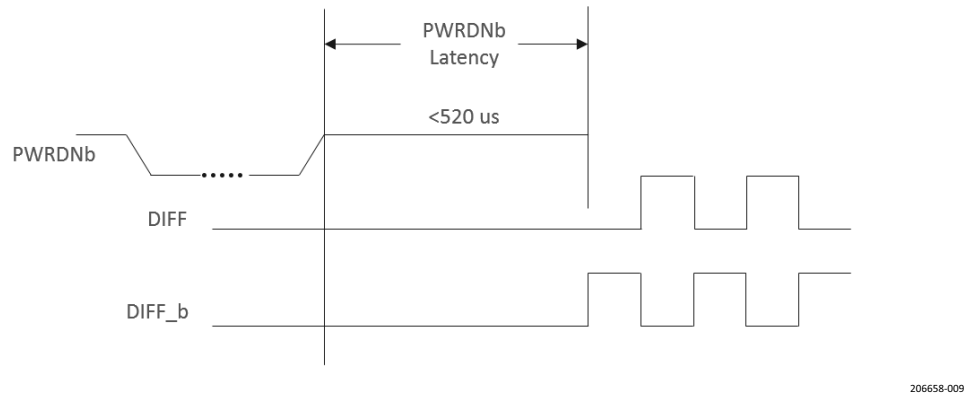 PWRDNb
Latency
<520 us
PWRDNb
DIFF
DIFF_b
206658-009